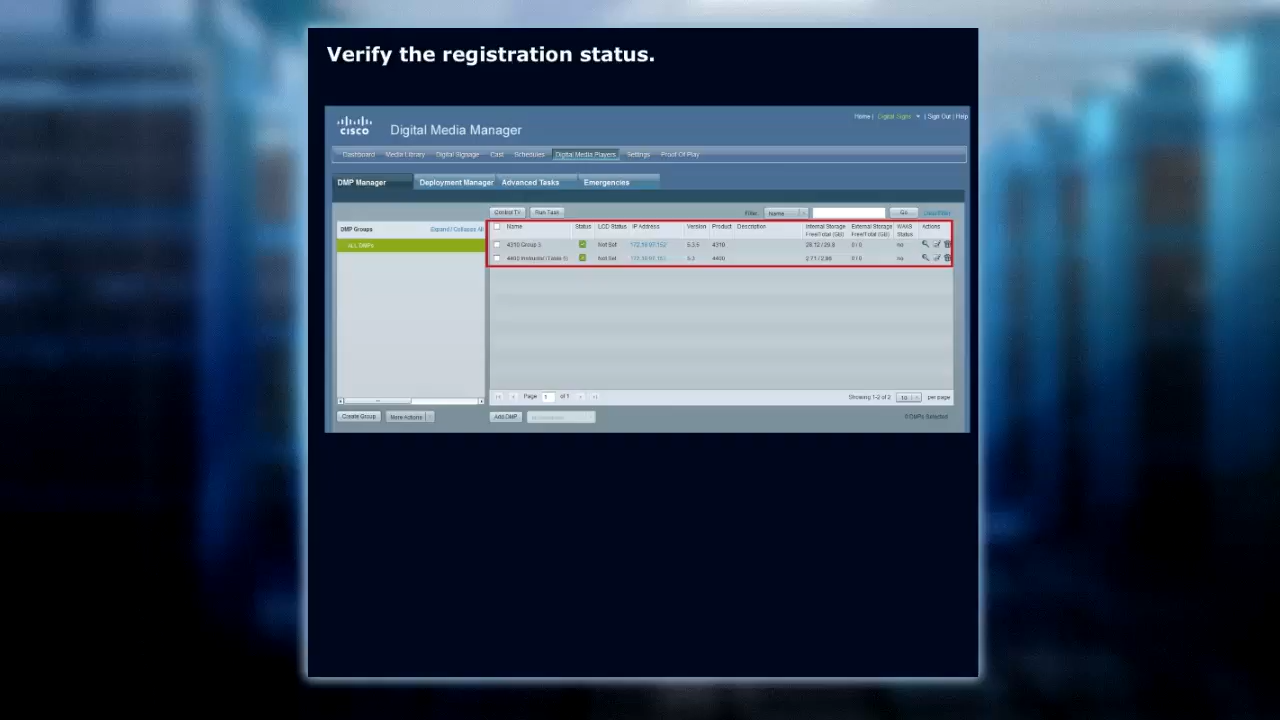 Verify the registration status.
CISCO Digital Media Manager
Home | Digital Signs | Sign Out | Help
Dashboard Media Library Digital Signage Cast Schedules Digital Media Players Settings Proof Of Play
DMP Manager Deployment Manager Advanced Tasks Emergencies
Control TV Run Task Filter: Name Go Clear Filter
DMP Groups Expand / Collapse All
ALL DMPs
Name Status LCD Status IP Address Version Product Description Internal Storage Free/Total (GB) External Storage Free/Total (GB) WAAS Status Actions
4310 Group 3 Not Set 5.3.6 4310 0 / 0 no
4400 Instructor Not Set 5.3 4400 2.71 / 2.86 0 / 0 no
Page 1 of 1 Showing 1-2 of 2 10 per page
Create Group More Actions Add DMP 0 DMPs Selected